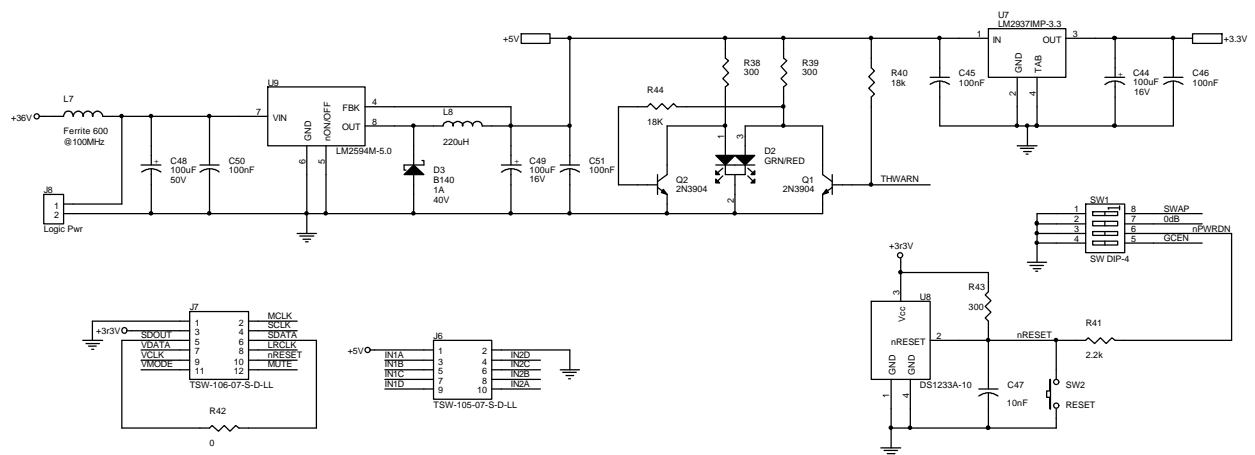 +36V
L7
Ferrite 600
@100MHz
J8
1
2
Logic Pwr
C48
100uF
50V
C50
100nF
U9
7
VIN
GND
nON/OFF
FBK
OUT
4
8
6
5
LM2594M-5.0
L8
220uH
D3
B140
1A
40V
C49
100uF
16V
C51
100nF
+5V
R44
18K
R38
300
R39
300
R40
18k
Q2
2N3904
1
3
2
D2
GRN/RED
Q1
2N3904
THWARN
C45
100nF
U7
LM2937IMP-3.3
1
IN
OUT
3
GND
TAB
2
4
C44
100uF
16V
C46
100nF
+3.3V
SW1
1
2
3
4
8
7
6
5
SWAP
0dB
nPWRDN
GCEN
SW DIP-4
+3r3V
3
Vcc
U8
nRESET
2
GND
GND
1
4
DS1233A-10
R43
300
nRESET
C47
10nF
SW2
RESET
R41
2.2k
J7
+3r3V
SDOUT
VDATA
VCLK
VMODE
1
3
5
7
9
11
2
4
6
8
10
12
MCLK
SCLK
SDATA
LRCLK
nRESET
MUTE
TSW-106-07-S-D-LL
R42
0
J6
+5V
IN1A
IN1B
IN1C
IN1D
1
3
5
7
9
2
4
6
8
10
IN2D
IN2C
IN2B
IN2A
TSW-105-07-S-D-LL